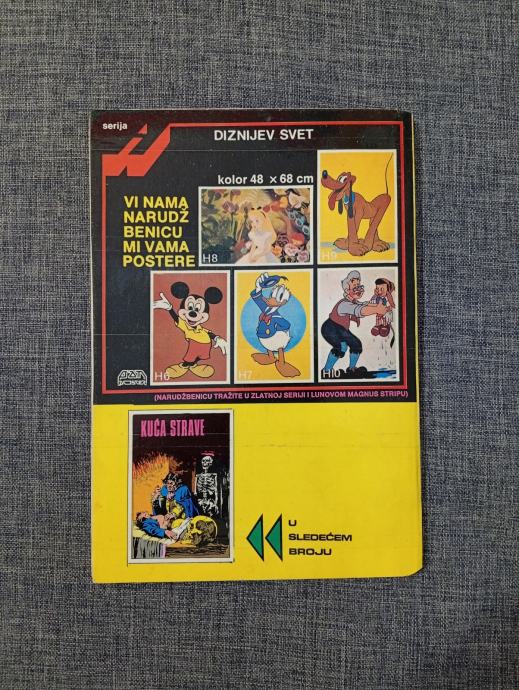 serija
DIZNIJEV SVET
kolor 48 x 68 cm
VI NAMA
NARUDŽ
BENICU
MI VAMA
POSTERE
H8
H9
H6
H7
H10
(NARUDŽBENICU TRAŽITE U ZLATNOJ SERIJI I LUNOVOM MAGNUS STRIPU)
KUĆA STRAVE
U
SLEDEĆEM
BROJU